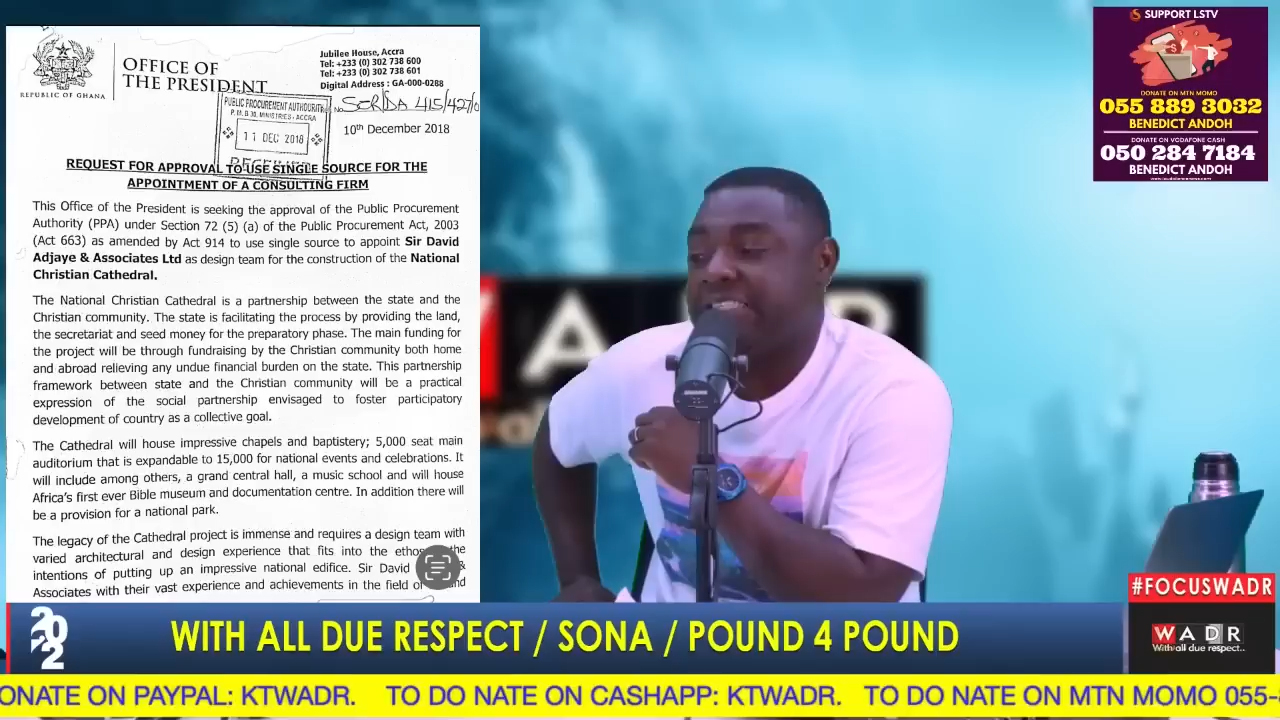 OFFICE OF
THE PRESIDENT
REPUBLIC OF GHANA
Jubilee House, Accra
Tel: +233 (0) 302 738 600
Tel: +233 (0) 302 738 601
Digital Address : GA-000-0288
PUBLIC PROCUREMENT AUTHORITY
P. M. B 30, MINISTRIES - ACCRA
11 DEC 2018
RECEIVED
10th December 2018
REQUEST FOR APPROVAL TO USE SINGLE SOURCE FOR THE
APPOINTMENT OF A CONSULTING FIRM
This Office of the President is seeking the approval of the Public Procurement
Authority (PPA) under Section 72 (5) (a) of the Public Procurement Act, 2003
(Act 663) as amended by Act 914 to use single source to appoint Sir David
Adjaye & Associates Ltd as design team for the construction of the National
Christian Cathedral.
The National Christian Cathedral is a partnership between the state and the
Christian community. The state is facilitating the process by providing the land,
the secretariat and seed money for the preparatory phase. The main funding for
the project will be through fundraising by the Christian community both home
and abroad relieving any undue financial burden on the state. This partnership
framework between state and the Christian community will be a practical
expression of the social partnership envisaged to foster participatory
development of country as a collective goal.
The Cathedral will house impressive chapels and baptistery; 5,000 seat main
auditorium that is expandable to 15,000 for national events and celebrations. It
will include among others, a grand central hall, a music school and will house
Africa's first ever Bible museum and documentation centre. In addition there will
be a provision for a national park.
The legacy of the Cathedral project is immense and requires a design team with
varied architectural and design experience that fits into the ethos the
intentions of putting up an impressive national edifice. Sir David &
Associates with their vast experience and achievements in the field of and
SUPPORT LSTV
DONATE ON MTN MOMO
055 889 3032
BENEDICT ANDOH
DONATE ON VODAFONE CASH
050 284 7184
BENEDICT ANDOH
#FOCUSWADR
WADR
With all due respect..
2022
WITH ALL DUE RESPECT / SONA / POUND 4 POUND
ONATE ON PAYPAL: KTWADR. TO DO NATE ON CASHAPP: KTWADR. TO DO NATE ON MTN MOMO 055-